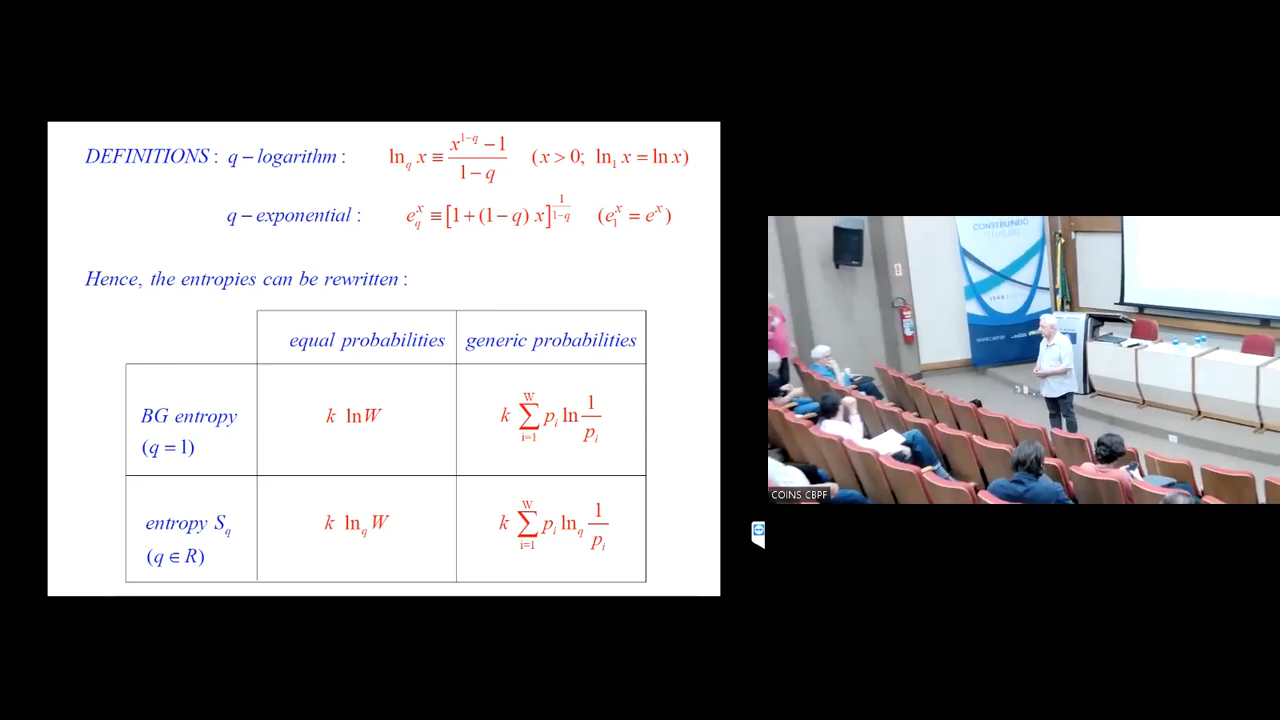 DEFINITIONS : q – logarithm : ln_q x ≡ (x^{1−q} − 1)/(1 − q) (x > 0; ln_1 x = ln x)
q – exponential : e_q^x ≡ [1 + (1 − q) x]^{1/(1−q)} (e_1^x = e^x)
Hence, the entropies can be rewritten :
equal probabilities generic probabilities
BG entropy (q = 1) k ln W k ∑_{i=1}^{W} p_i ln 1/p_i
entropy S_q (q ∈ R) k ln_q W k ∑_{i=1}^{W} p_i ln_q 1/p_i
CONSTRUINDO
O FUTURO
1949
COINS CBPF